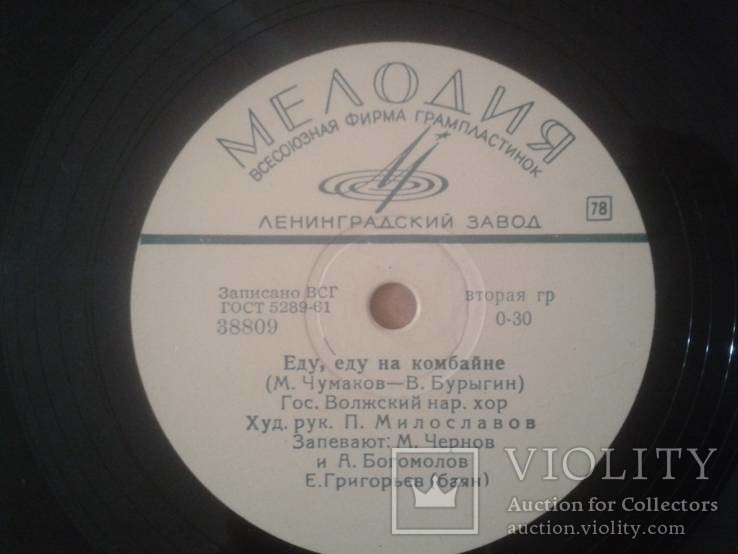 МЕЛОДИЯ
ВСЕСОЮЗНАЯ ФИРМА ГРАМПЛАСТИНОК
ЛЕНИНГРАДСКИЙ ЗАВОД
78
Записано ВСГ
ГОСТ 5289-61
38809
вторая гр
0-30
Еду, еду на комбайне
(М. Чумаков—В. Бурыгин)
Гос. Волжский нар. хор
Худ. рук. П. Милославов
Запевают: М. Чернов
и А. Богомолов
Е. Григорьев (баян)
VIOLITY
Auction for Collectors
auction.violity.com